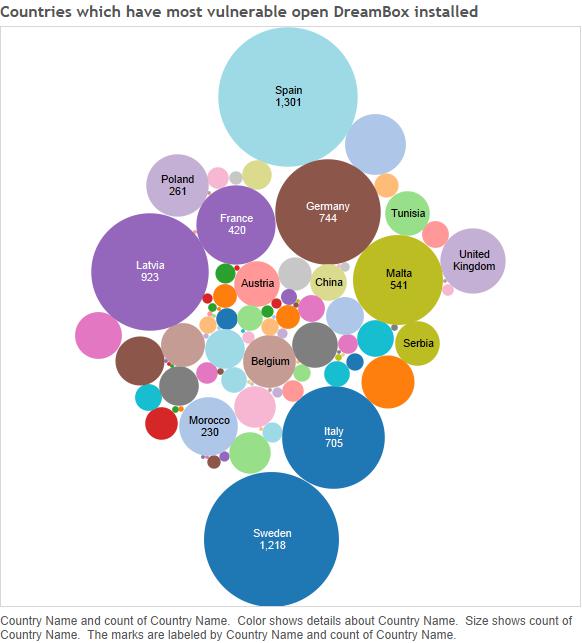 Countries which have most vulnerable open DreamBox installed
Spain
1,301
Poland
261
Germany
744
France
420
Tunisia
United
Kingdom
Latvia
923
Austria
China
Malta
541
Serbia
Belgium
Morocco
230
Italy
705
Sweden
1,218
Country Name and count of Country Name.  Color shows details about Country Name.  Size shows count of
Country Name.  The marks are labeled by Country Name and count of Country Name.